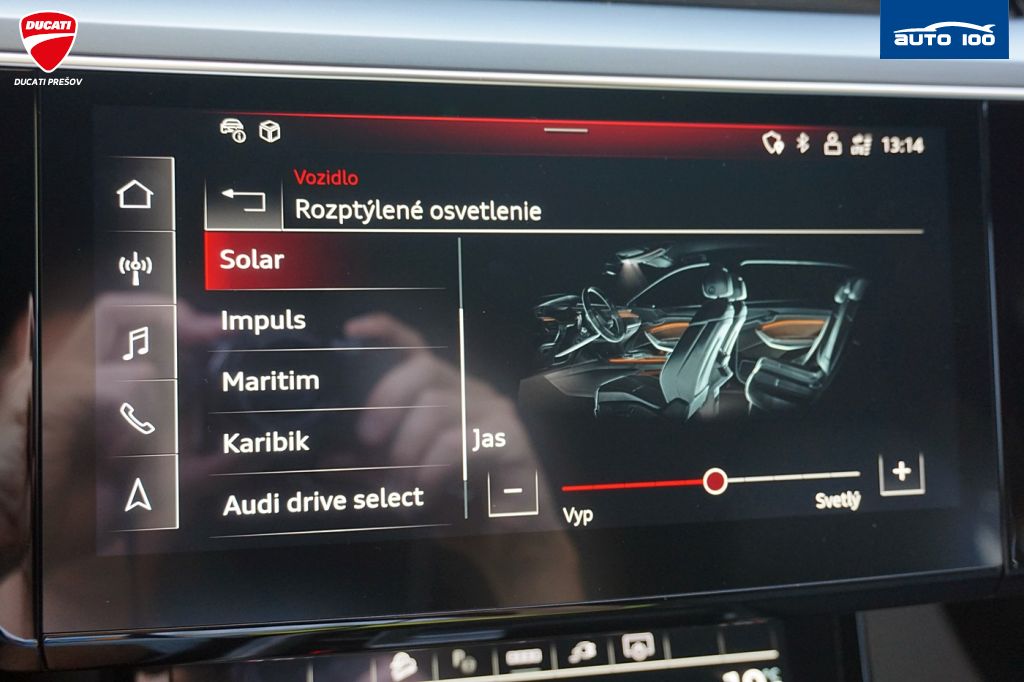 DUCATI
DUCATI PREŠOV
AUTO 100
13:14
Vozidlo
Rozptýlené osvetlenie
Solar
Impuls
Maritim
Karibik
Audi drive select
Jas
−
+
Vyp
Svetlý